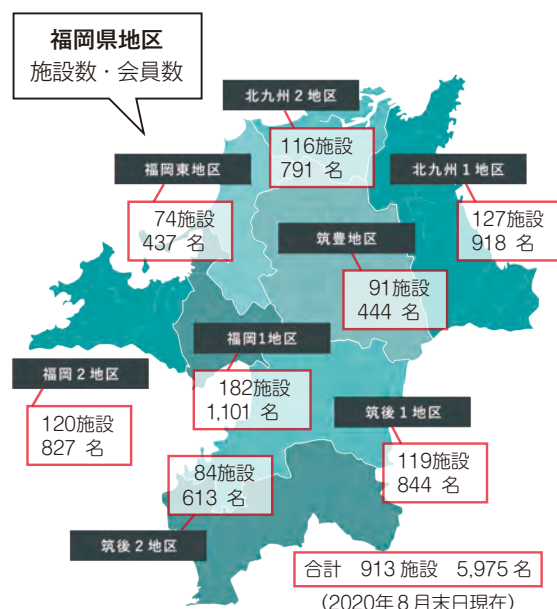 福岡県地区
施設数・会員数
北九州2地区
116施設
791 名
福岡東地区
74施設
437 名
北九州1地区
127施設
918 名
筑豊地区
91施設
444 名
福岡1地区
182施設
1,101 名
福岡2地区
120施設
827 名
筑後1地区
119施設
844 名
84施設
613 名
筑後2地区
合計 913 施設 5,975 名
(2020年8月末日現在)